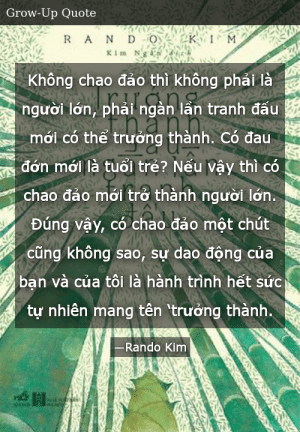 Grow-Up Quote
RANDO KIM
Kim Ngân dịch
Không chao đảo thì không phải là
người lớn, phải ngàn lần tranh đấu
mới có thể trưởng thành. Có đau
đớn mới là tuổi trẻ? Nếu vậy thì có
chao đảo mới trở thành người lớn.
Đúng vậy, có chao đảo một chút
cũng không sao, sự dao động của
bạn và của tôi là hành trình hết sức
tự nhiên mang tên ‘trưởng thành.
—Rando Kim